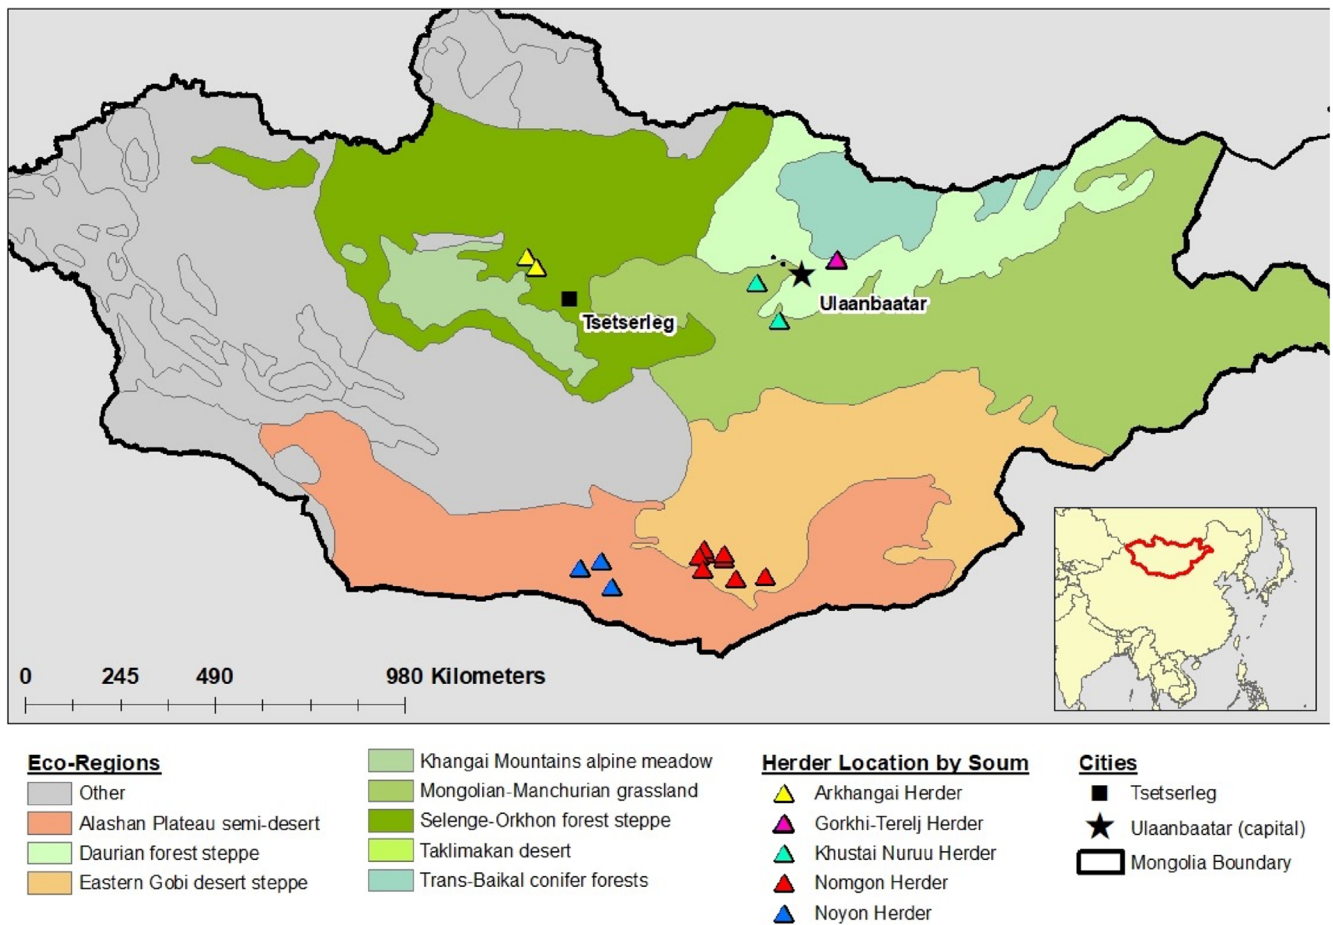 Tsetserleg
Ulaanbaatar
0 245 490 980 Kilometers
Eco-Regions
Other
Alashan Plateau semi-desert
Daurian forest steppe
Eastern Gobi desert steppe
Khangai Mountains alpine meadow
Mongolian-Manchurian grassland
Selenge-Orkhon forest steppe
Taklimakan desert
Trans-Baikal conifer forests
Herder Location by Soum
Arkhangai Herder
Gorkhi-Terelj Herder
Khustai Nuruu Herder
Nomgon Herder
Noyon Herder
Cities
Tsetserleg
Ulaanbaatar (capital)
Mongolia Boundary